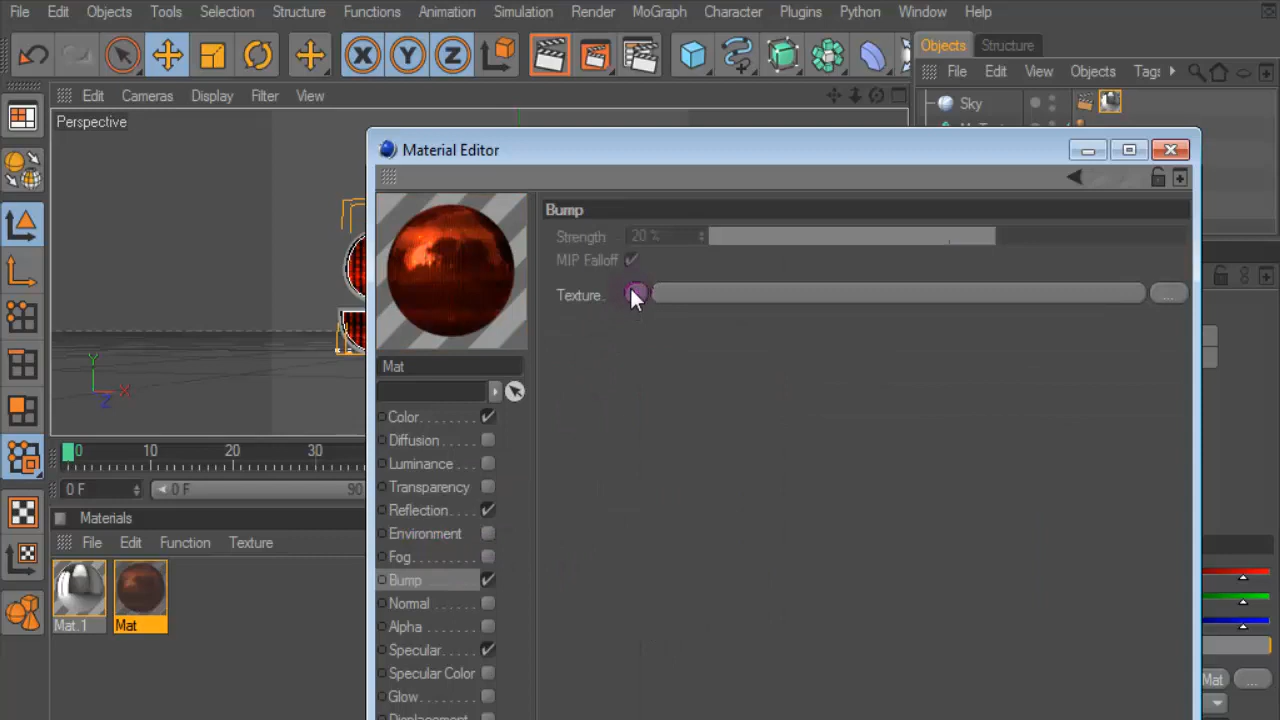 File Edit Objects Tools Selection Structure Functions Animation Simulation Render MoGraph Character Plugins Python Window Help
X Y Z
Objects Structure
File Edit View Objects Tags
Edit Cameras Display Filter View
Sky
Perspective
Material Editor
Bump
Strength 20 %
MIP Falloff
Texture. ...
Mat
Color
Diffusion
Luminance
Transparency
Reflection
Environment
Fog
Bump
Normal
Alpha
Specular
Specular Color
Glow
Displacement
Y
X
Z
0 10 20 30
0 F 0 F 90
Materials
File Edit Function Texture
Mat.1 Mat
Mat ...